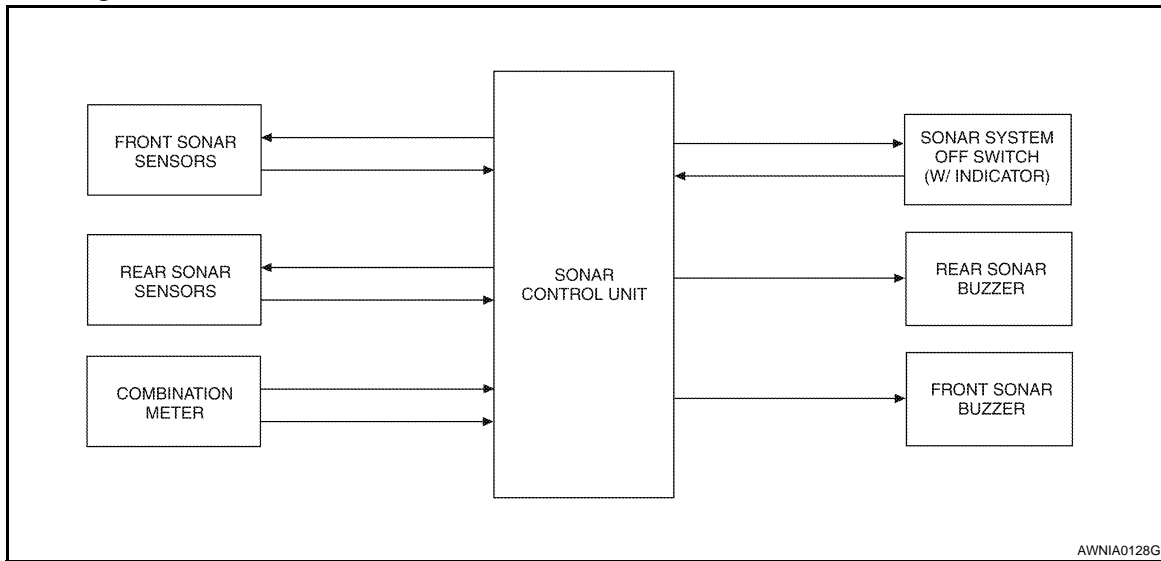 FRONT SONAR
SENSORS
REAR SONAR
SENSORS
COMBINATION
METER
SONAR
CONTROL UNIT
SONAR SYSTEM
OFF SWITCH
(W/ INDICATOR)
REAR SONAR
BUZZER
FRONT SONAR
BUZZER
AWNIA0128G